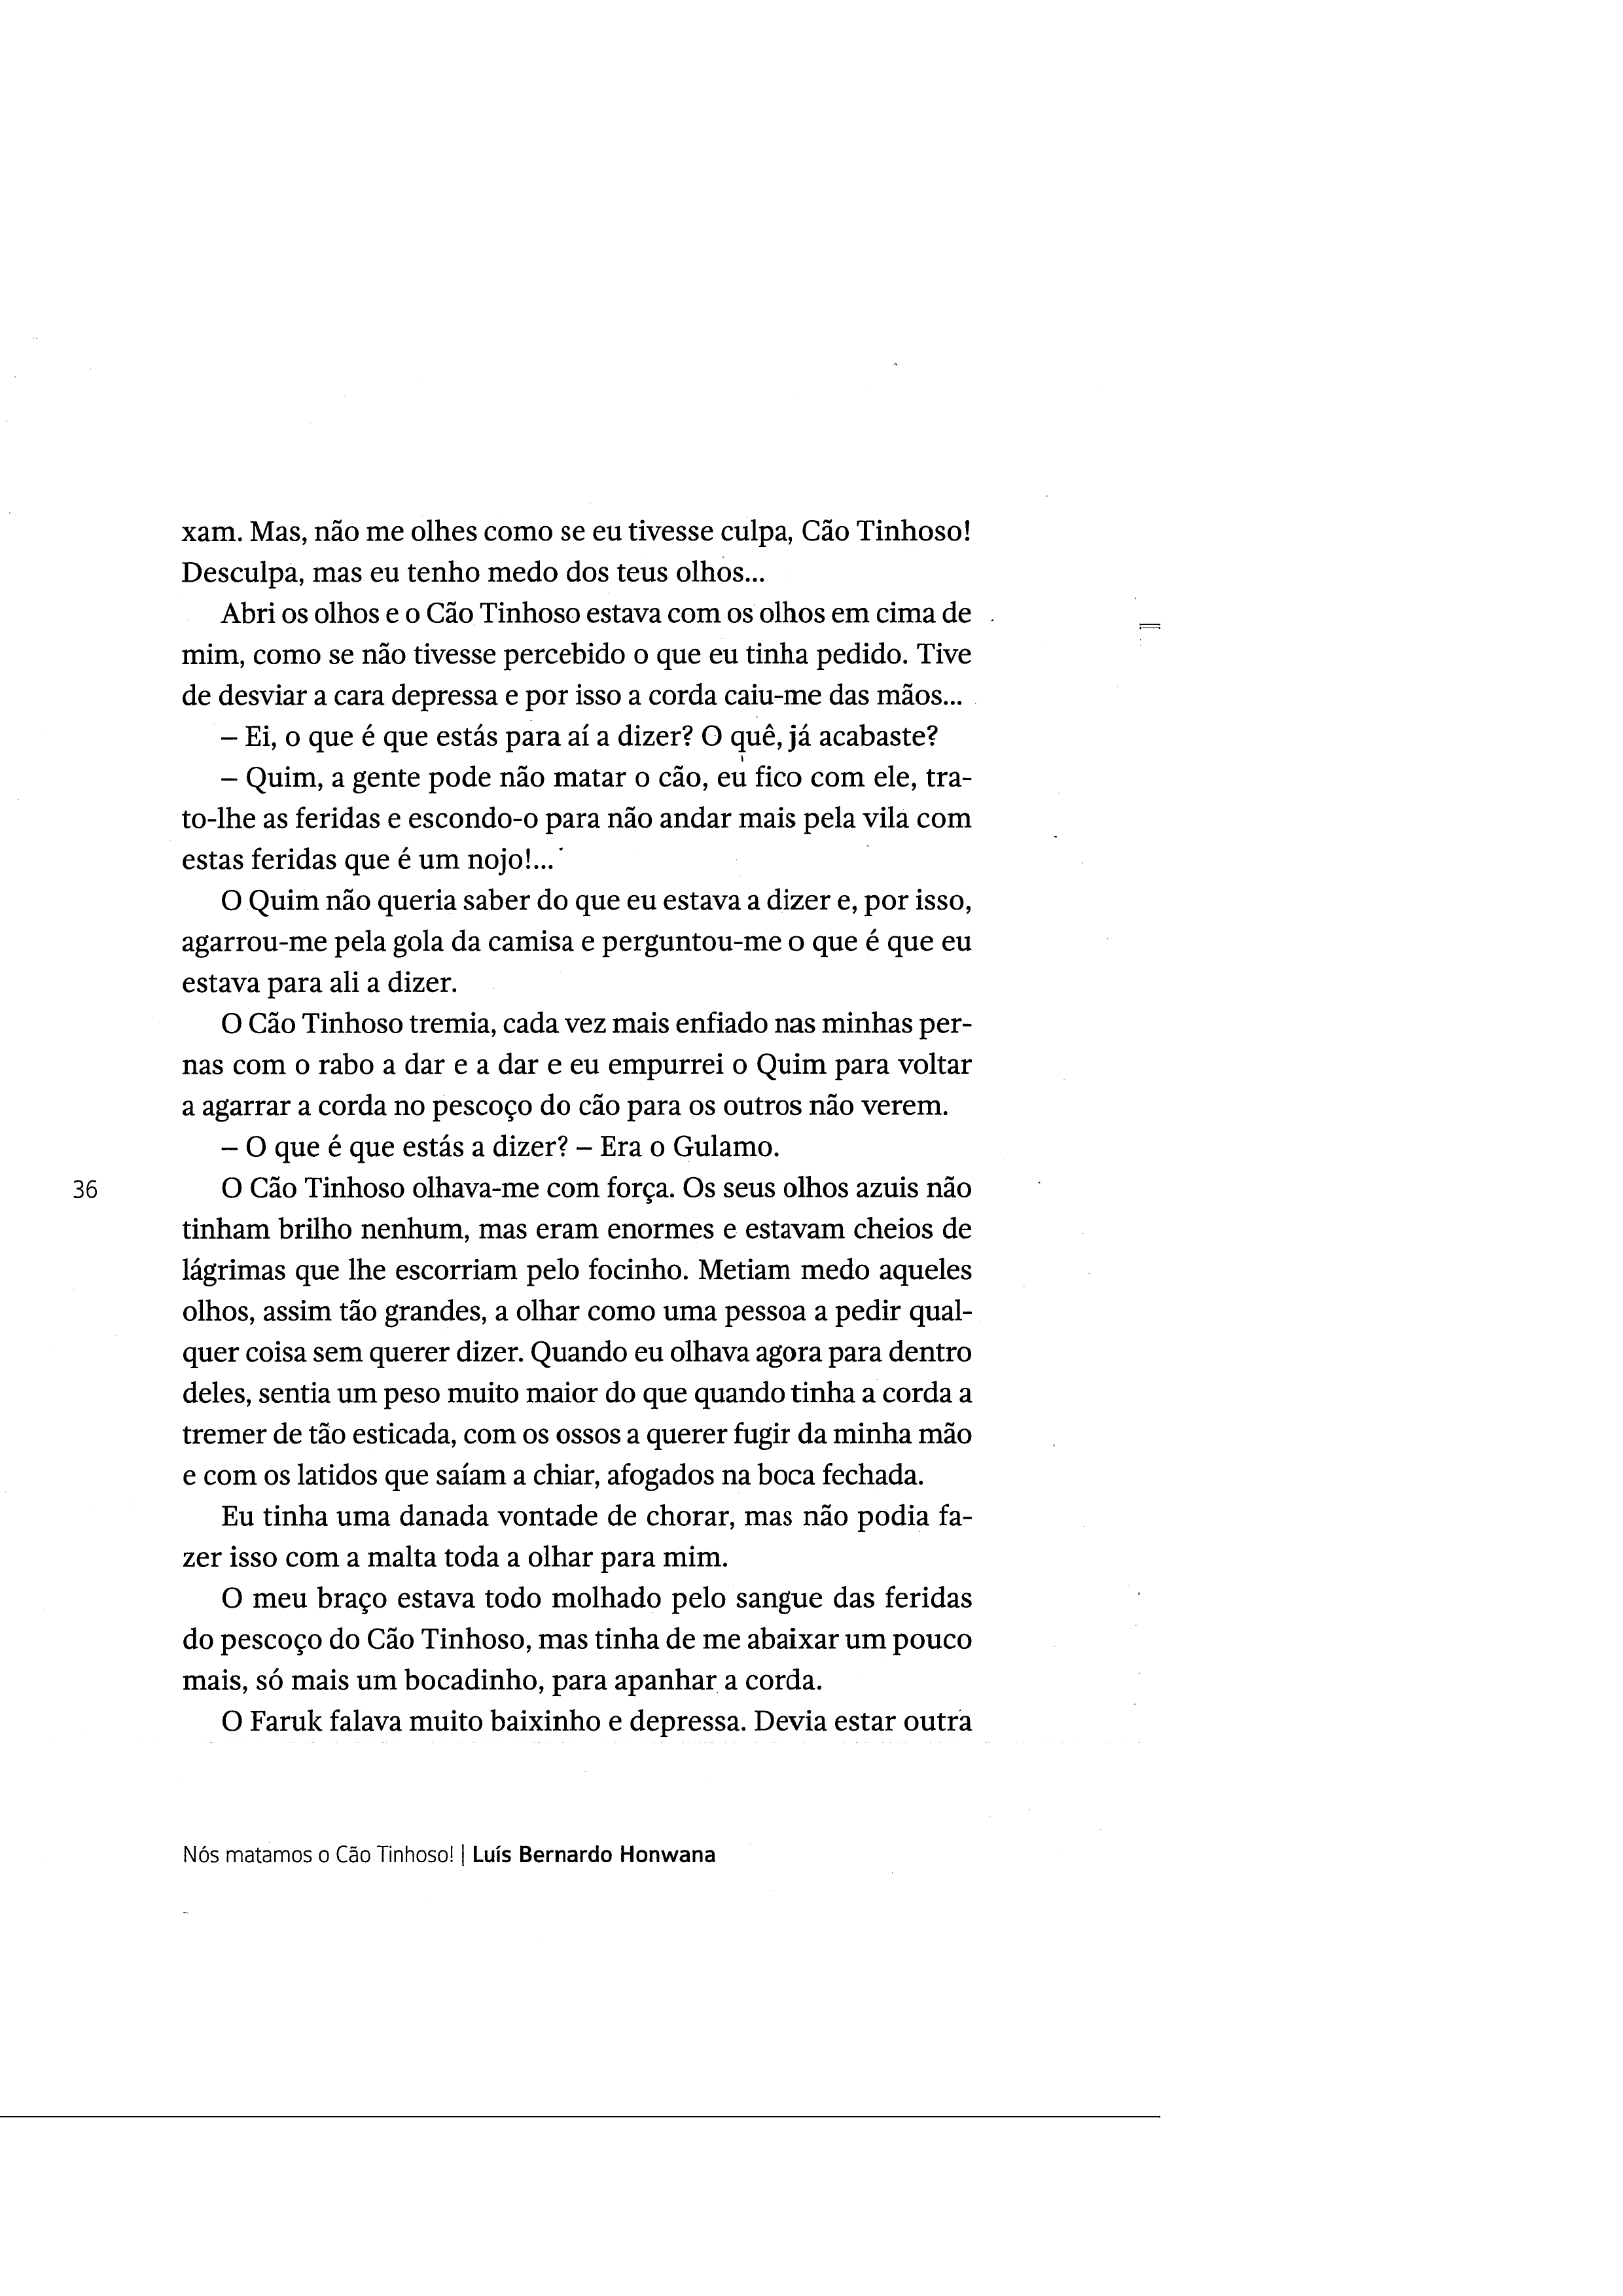 xam. Mas, não me olhes como se eu tivesse culpa, Cão Tinhoso!
Desculpa, mas eu tenho medo dos teus olhos...
Abri os olhos e o Cão Tinhoso estava com os olhos em cima de
mim, como se não tivesse percebido o que eu tinha pedido. Tive
de desviar a cara depressa e por isso a corda caiu-me das mãos...
– Ei, o que é que estás para aí a dizer? O quê, já acabaste?
– Quim, a gente pode não matar o cão, eu fico com ele, tra-
to-lhe as feridas e escondo-o para não andar mais pela vila com
estas feridas que é um nojo!...
O Quim não queria saber do que eu estava a dizer e, por isso,
agarrou-me pela gola da camisa e perguntou-me o que é que eu
estava para ali a dizer.
O Cão Tinhoso tremia, cada vez mais enfiado nas minhas per-
nas com o rabo a dar e a dar e eu empurrei o Quim para voltar
a agarrar a corda no pescoço do cão para os outros não verem.
– O que é que estás a dizer? – Era o Gulamo.
36
O Cão Tinhoso olhava-me com força. Os seus olhos azuis não
tinham brilho nenhum, mas eram enormes e estavam cheios de
lágrimas que lhe escorriam pelo focinho. Metiam medo aqueles
olhos, assim tão grandes, a olhar como uma pessoa a pedir qual-
quer coisa sem querer dizer. Quando eu olhava agora para dentro
deles, sentia um peso muito maior do que quando tinha a corda a
tremer de tão esticada, com os ossos a querer fugir da minha mão
e com os latidos que saíam a chiar, afogados na boca fechada.
Eu tinha uma danada vontade de chorar, mas não podia fa-
zer isso com a malta toda a olhar para mim.
O meu braço estava todo molhado pelo sangue das feridas
do pescoço do Cão Tinhoso, mas tinha de me abaixar um pouco
mais, só mais um bocadinho, para apanhar a corda.
O Faruk falava muito baixinho e depressa. Devia estar outra
Nós matamos o Cão Tinhoso! | Luís Bernardo Honwana